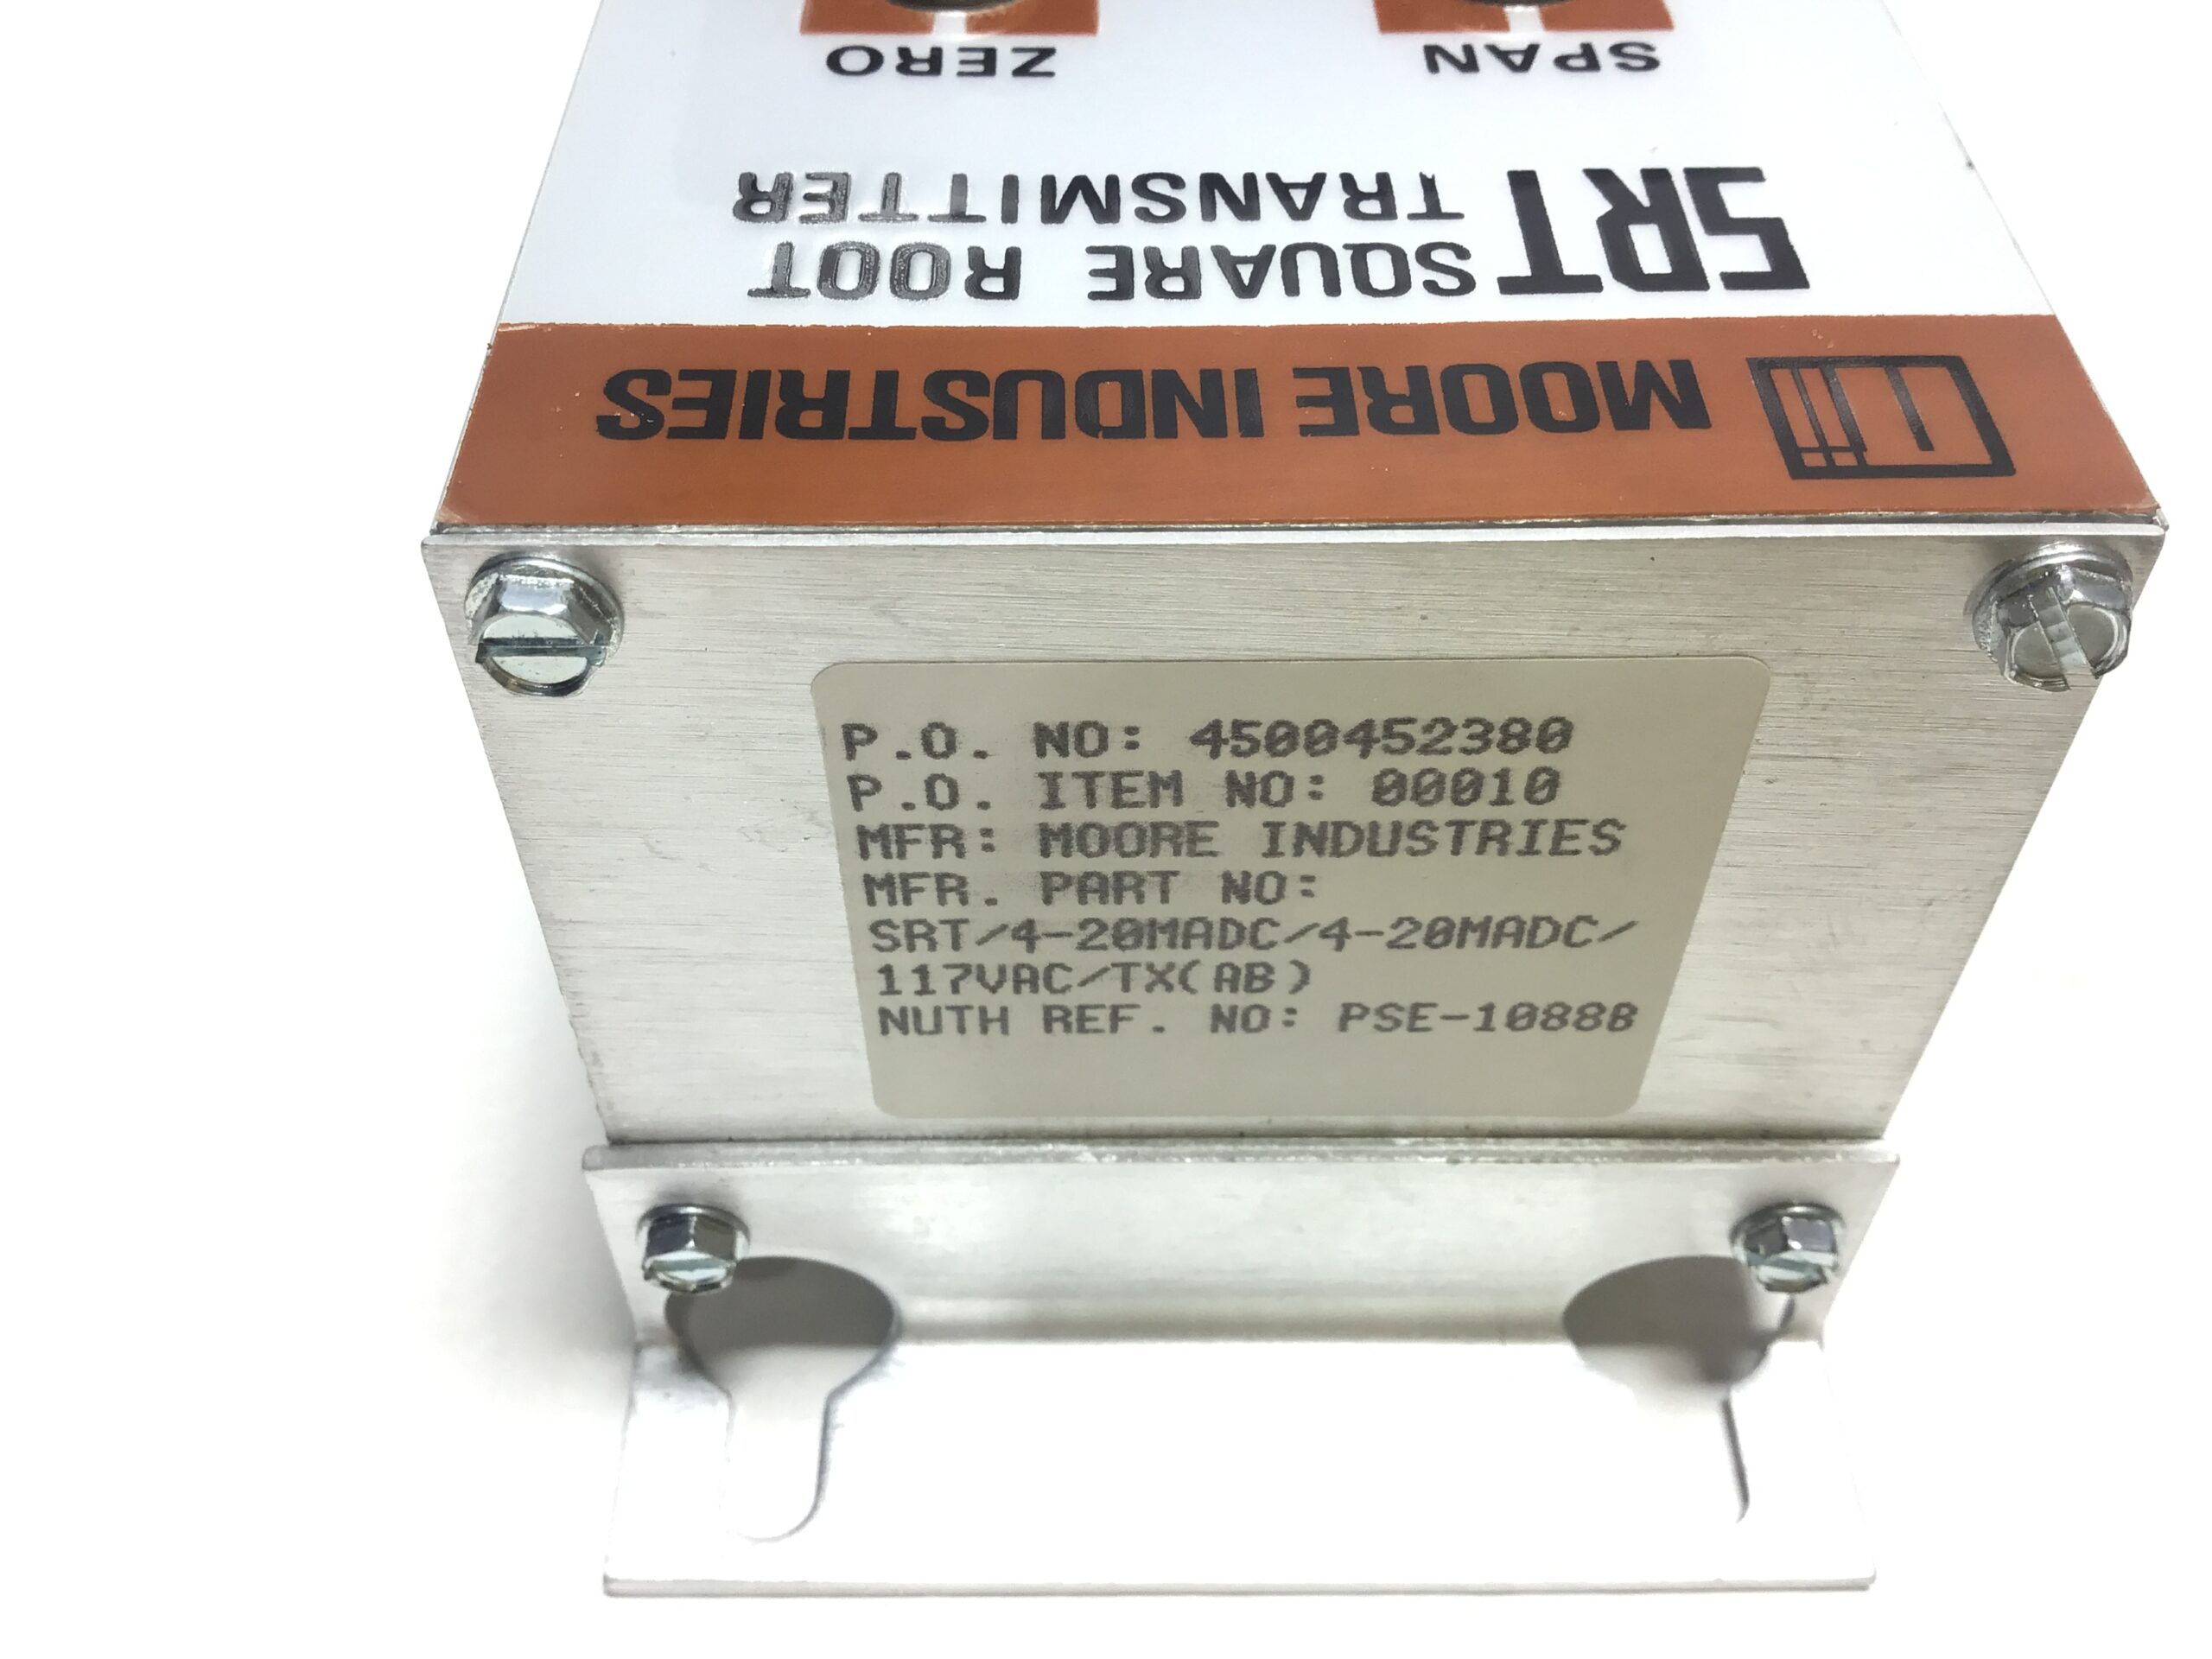 ZERO
SPAN
SRT SQUARE ROOT
TRANSMITTER
MOORE INDUSTRIES
P.O. NO: 4500452380
P.O. ITEM NO: 00010
MFR: MOORE INDUSTRIES
MFR. PART NO:
SRT/4-20MADC/4-20MADC/
117VAC/TX(AB)
NUTH REF. NO: PSE-10888